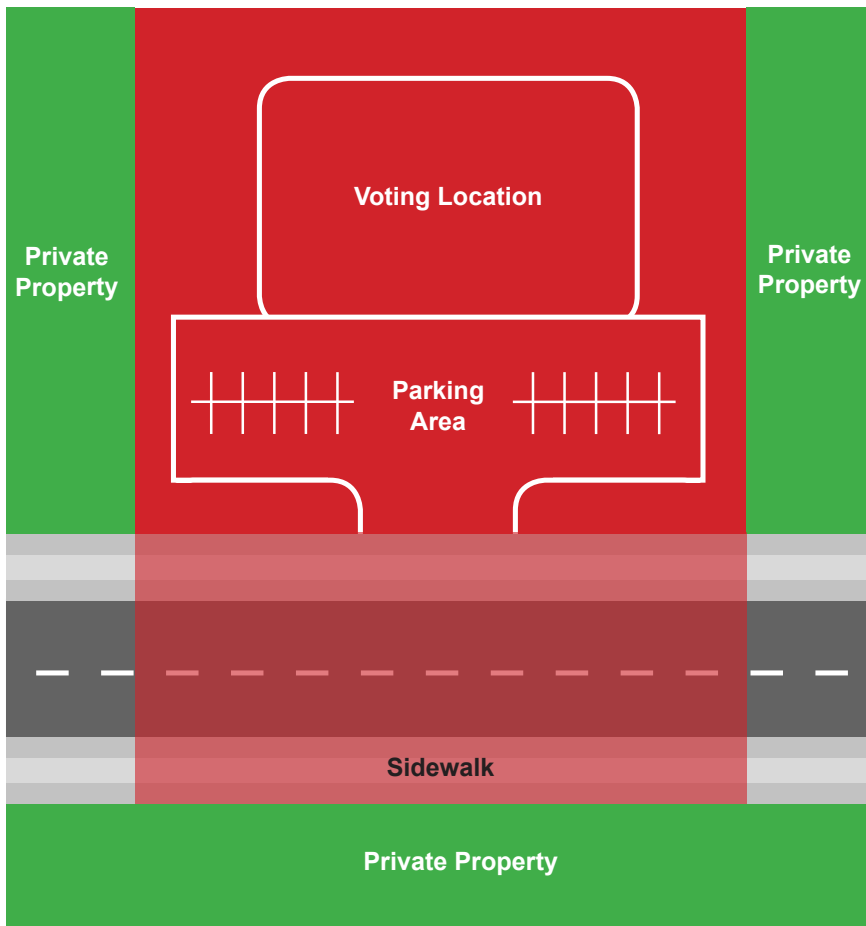 Voting Location
Private
Property
Private
Property
Parking
Area
Sidewalk
Private Property